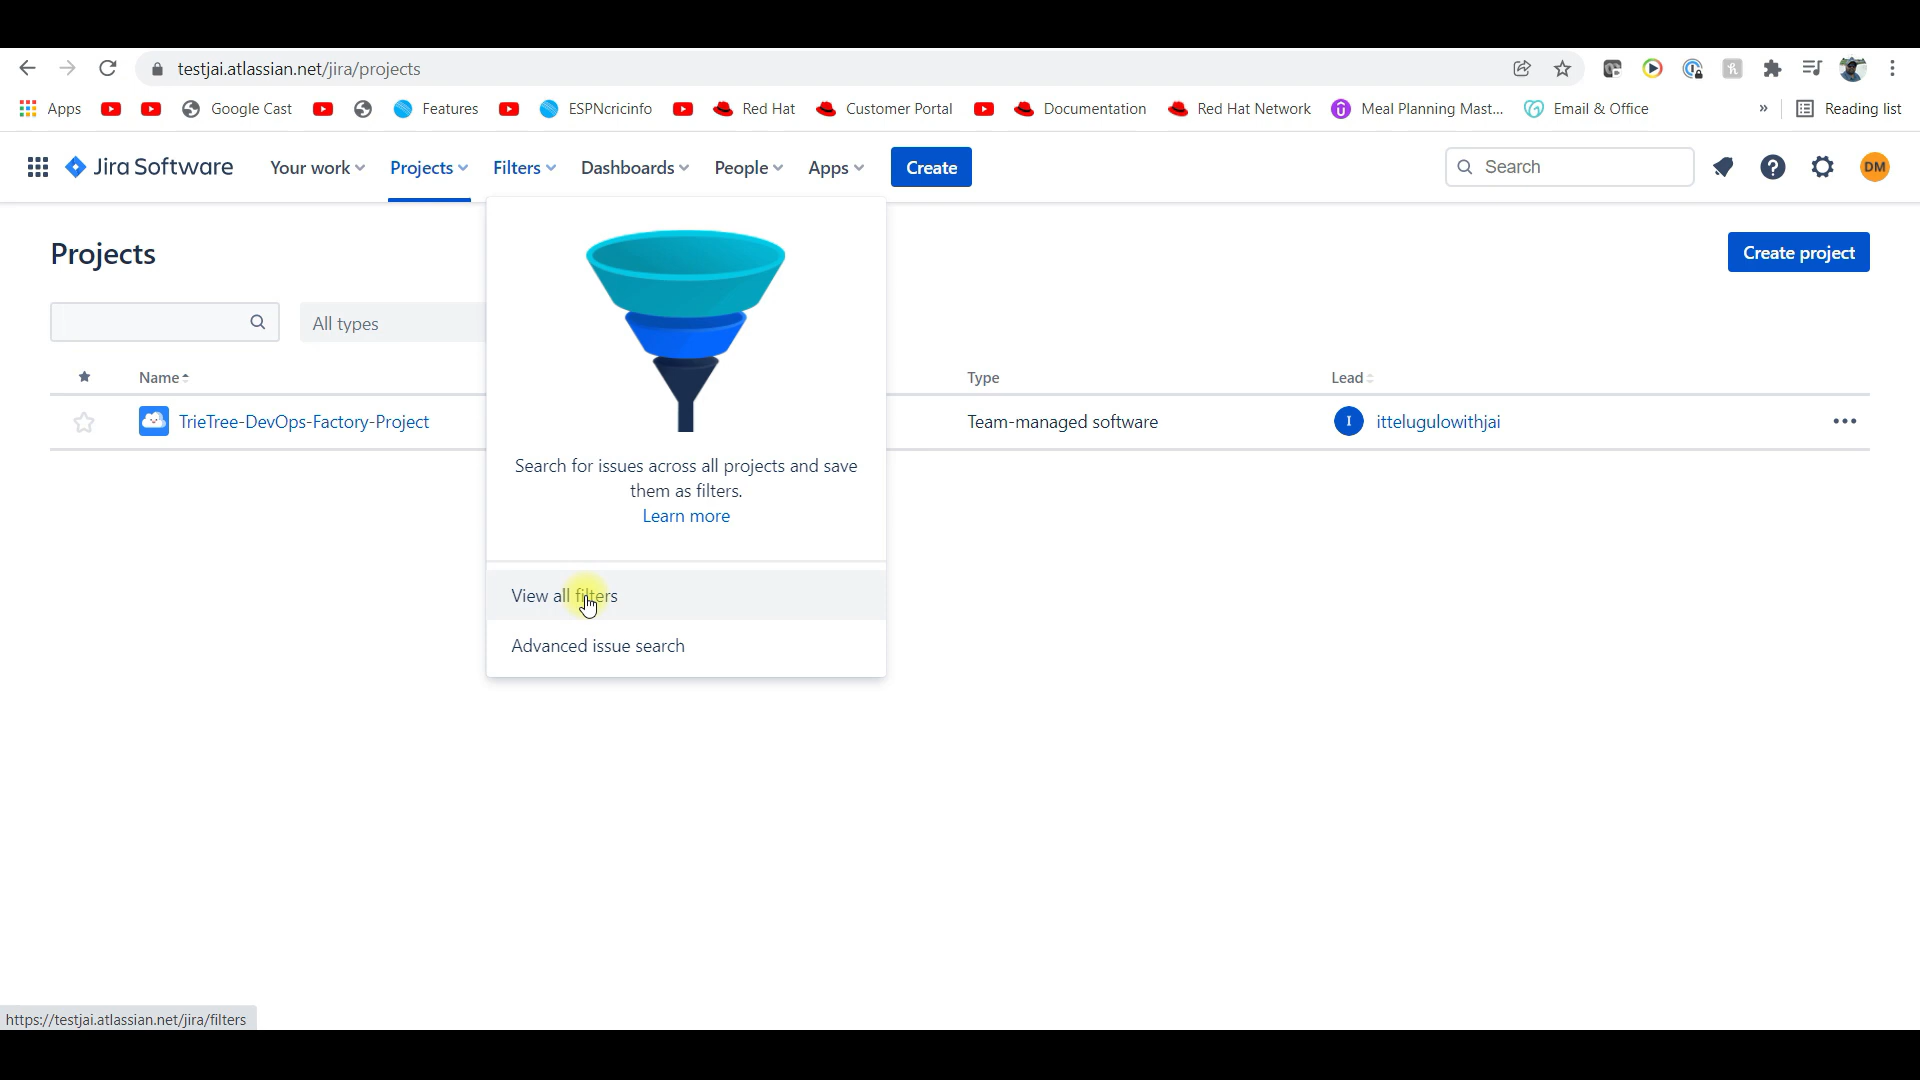 testjai.atlassian.net/jira/projects
Apps Google Cast Features ESPNcricinfo Red Hat Customer Portal Documentation Red Hat Network Meal Planning Mast... Email & Office » Reading list
Jira Software Your work Projects Filters Dashboards People Apps Create Search DM
Projects Create project
All types
Name Type Lead
TrieTree-DevOps-Factory-Project Team-managed software I ittelugulowithjai
Search for issues across all projects and save
them as filters.
Learn more
View all filters
Advanced issue search
https://testjai.atlassian.net/jira/filters